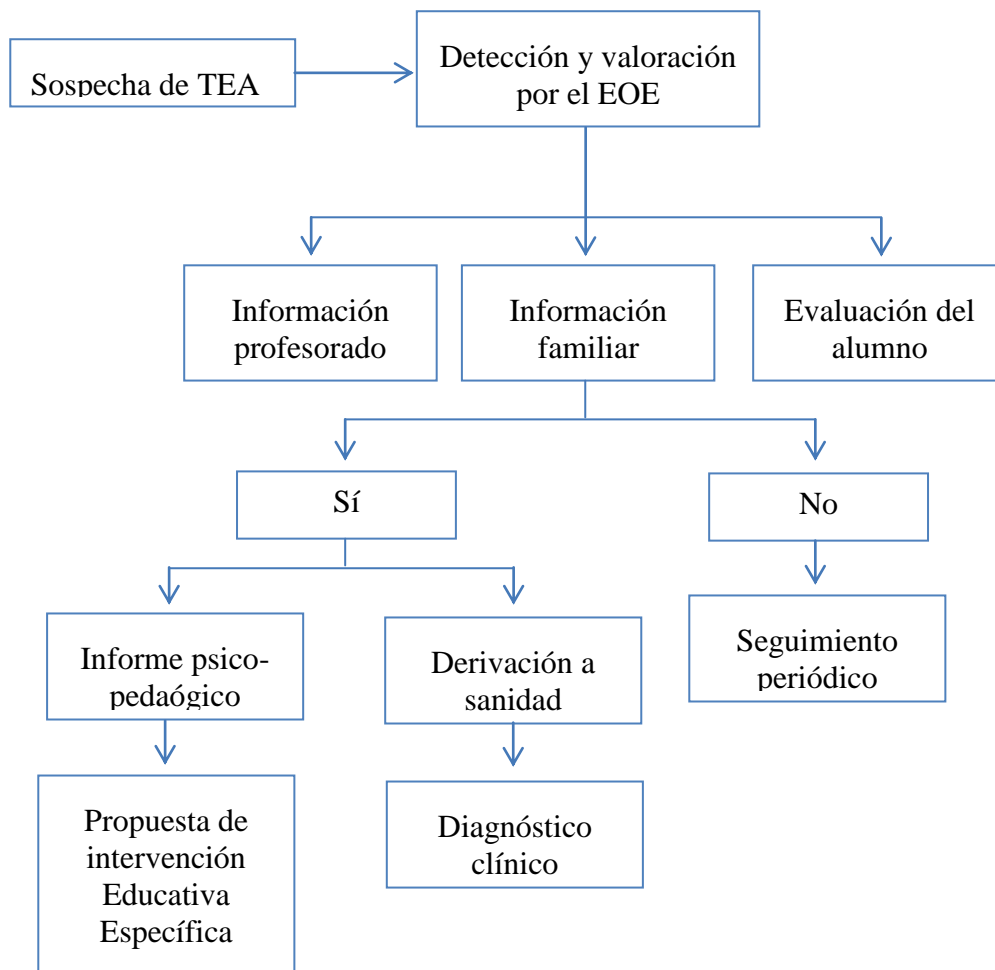 Sospecha de TEA
Detección y valoración
por el EOE
Información
profesorado
Información
familiar
Evaluación del
alumno
Sí
No
Informe psico-
pedaógico
Derivación a
sanidad
Seguimiento
periódico
Propuesta de
intervención
Educativa
Específica
Diagnóstico
clínico